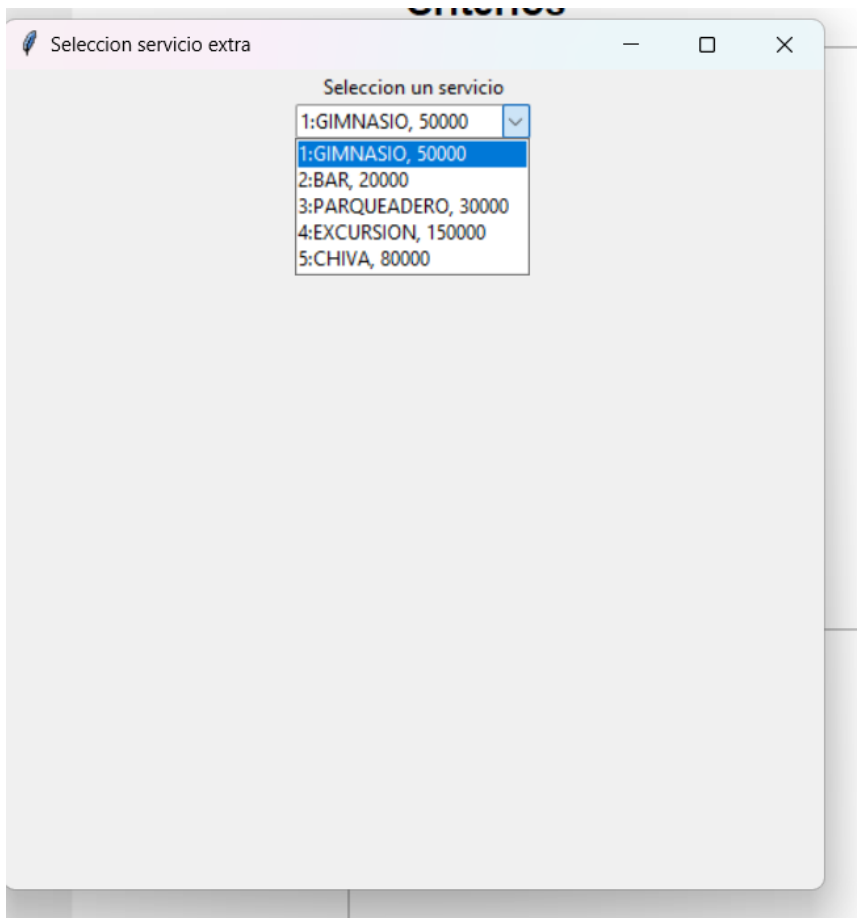 Criterios
Seleccion servicio extra
Seleccion un servicio
1:GIMNASIO, 50000
1:GIMNASIO, 50000
2:BAR, 20000
3:PARQUEADERO, 30000
4:EXCURSION, 150000
5:CHIVA, 80000